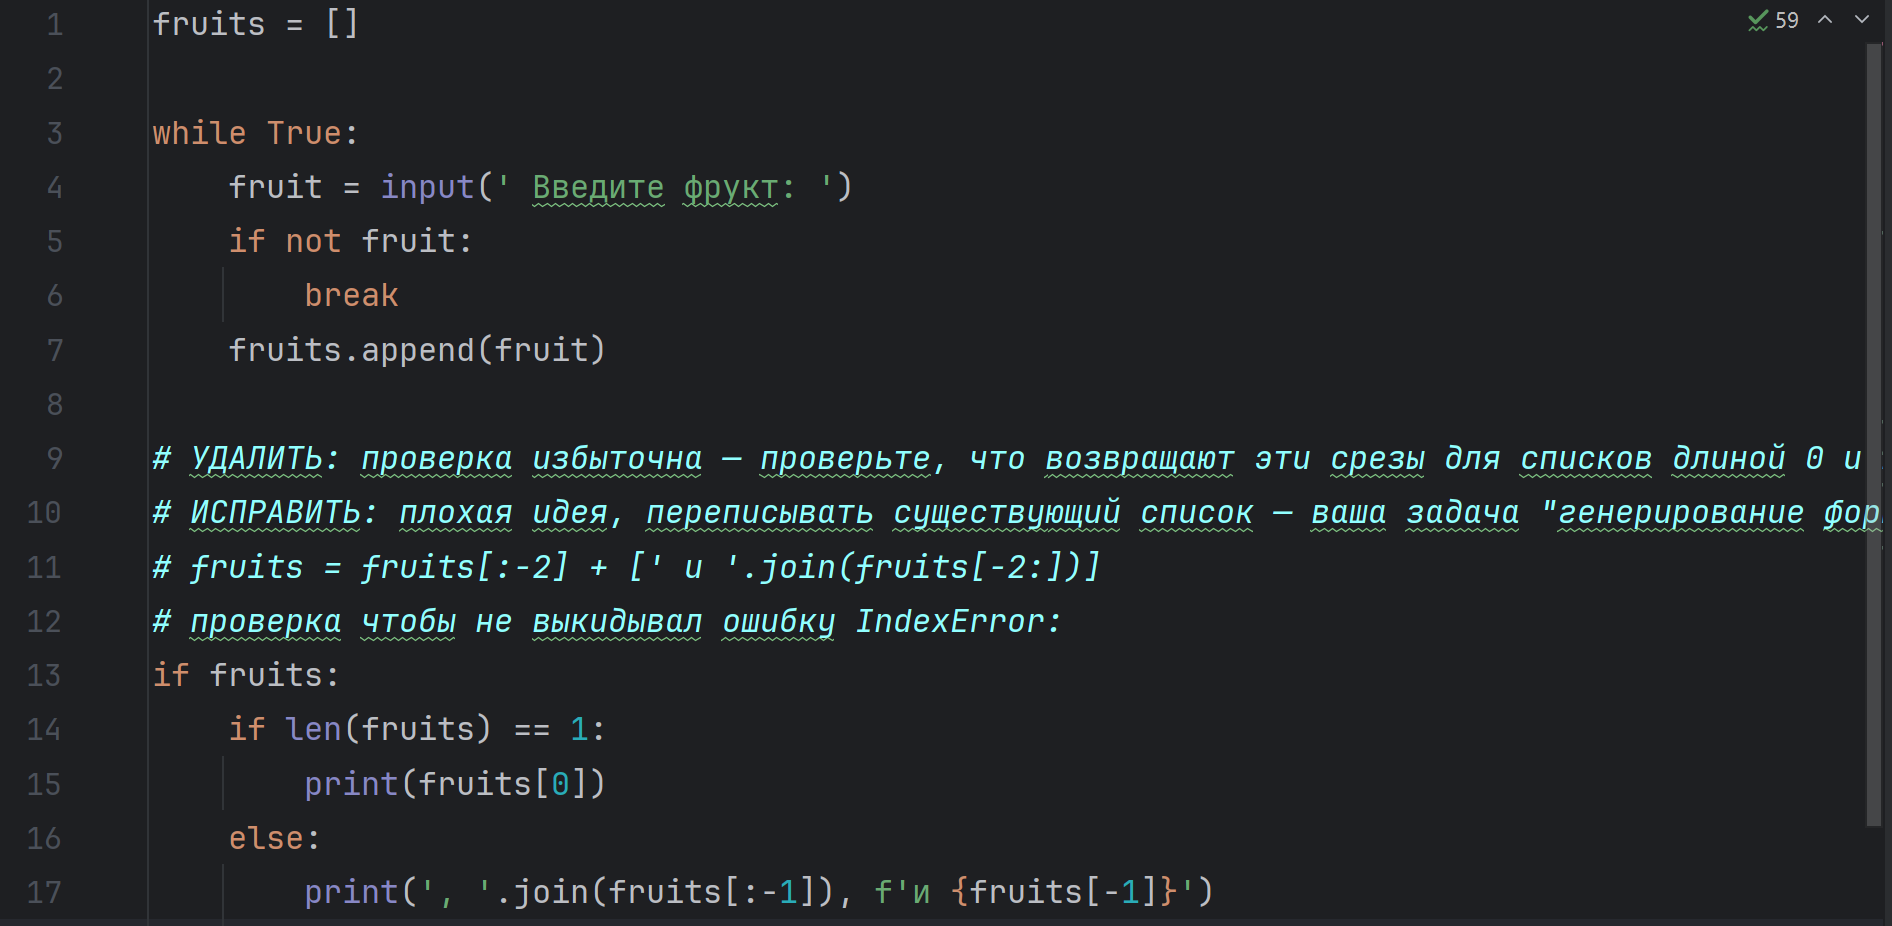 59
1 fruits = []
2
3 while True:
4 fruit = input(' Введите фрукт: ')
5 if not fruit:
6 break
7 fruits.append(fruit)
8
9 # УДАЛИТЬ: проверка избыточна — проверьте, что возвращают эти срезы для списков длиной 0 и
10 # ИСПРАВИТЬ: плохая идея, переписывать существующий список — ваша задача "генерирование
11 # fruits = fruits[:-2] + [' и '.join(fruits[-2:])]
12 # проверка чтобы не выкидывал ошибку IndexError:
13 if fruits:
14 if len(fruits) == 1:
15 print(fruits[0])
16 else:
17 print(', '.join(fruits[:-1]), f'и {fruits[-1]}')